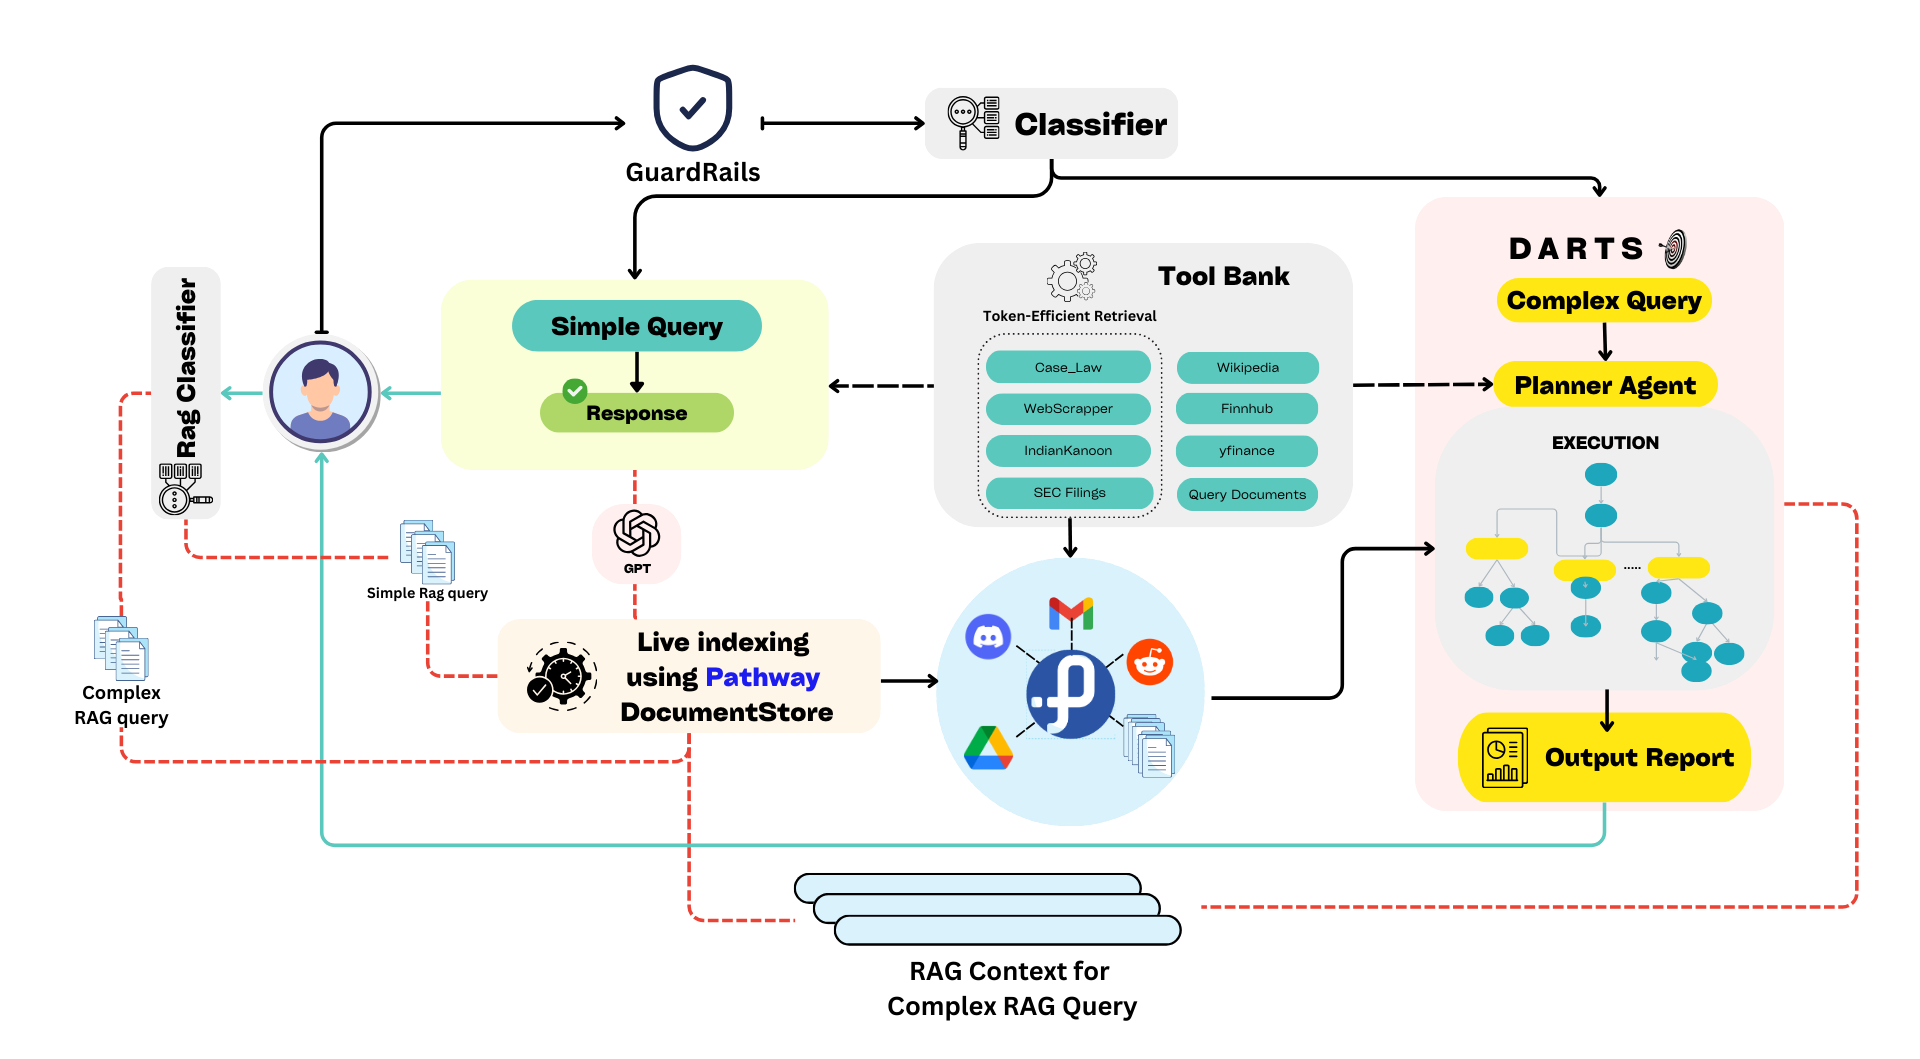 GuardRails
Classifier
DARTS
Complex Query
Planner Agent
EXECUTION
.....
Output Report
Tool Bank
Token-Efficient Retrieval
Case_Law
WebScrapper
IndianKanoon
SEC Filings
Wikipedia
Finnhub
yfinance
Query Documents
Simple Query
Response
GPT
Rag Classifier
Simple Rag query
Complex
RAG query
Live indexing
using Pathway
DocumentStore
RAG Context for
Complex RAG Query